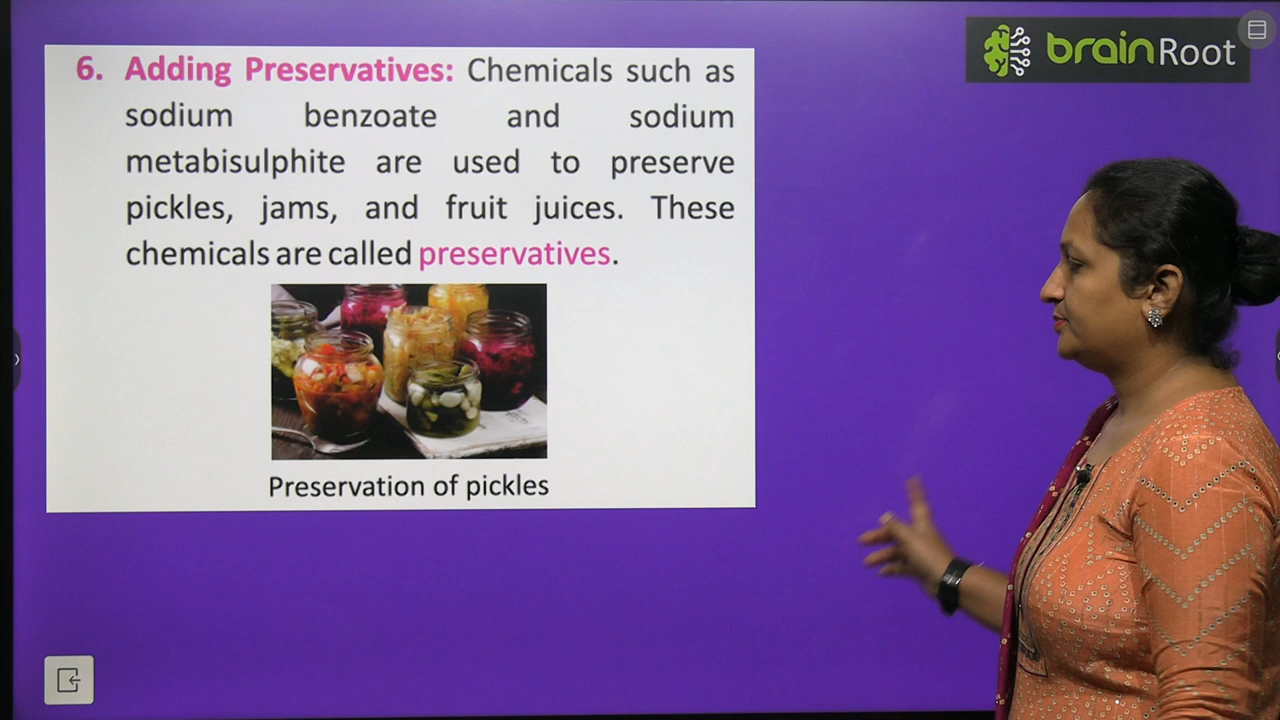 brainRoot
6. Adding Preservatives: Chemicals such as
sodium benzoate and sodium
metabisulphite are used to preserve
pickles, jams, and fruit juices. These
chemicals are called preservatives.
Preservation of pickles